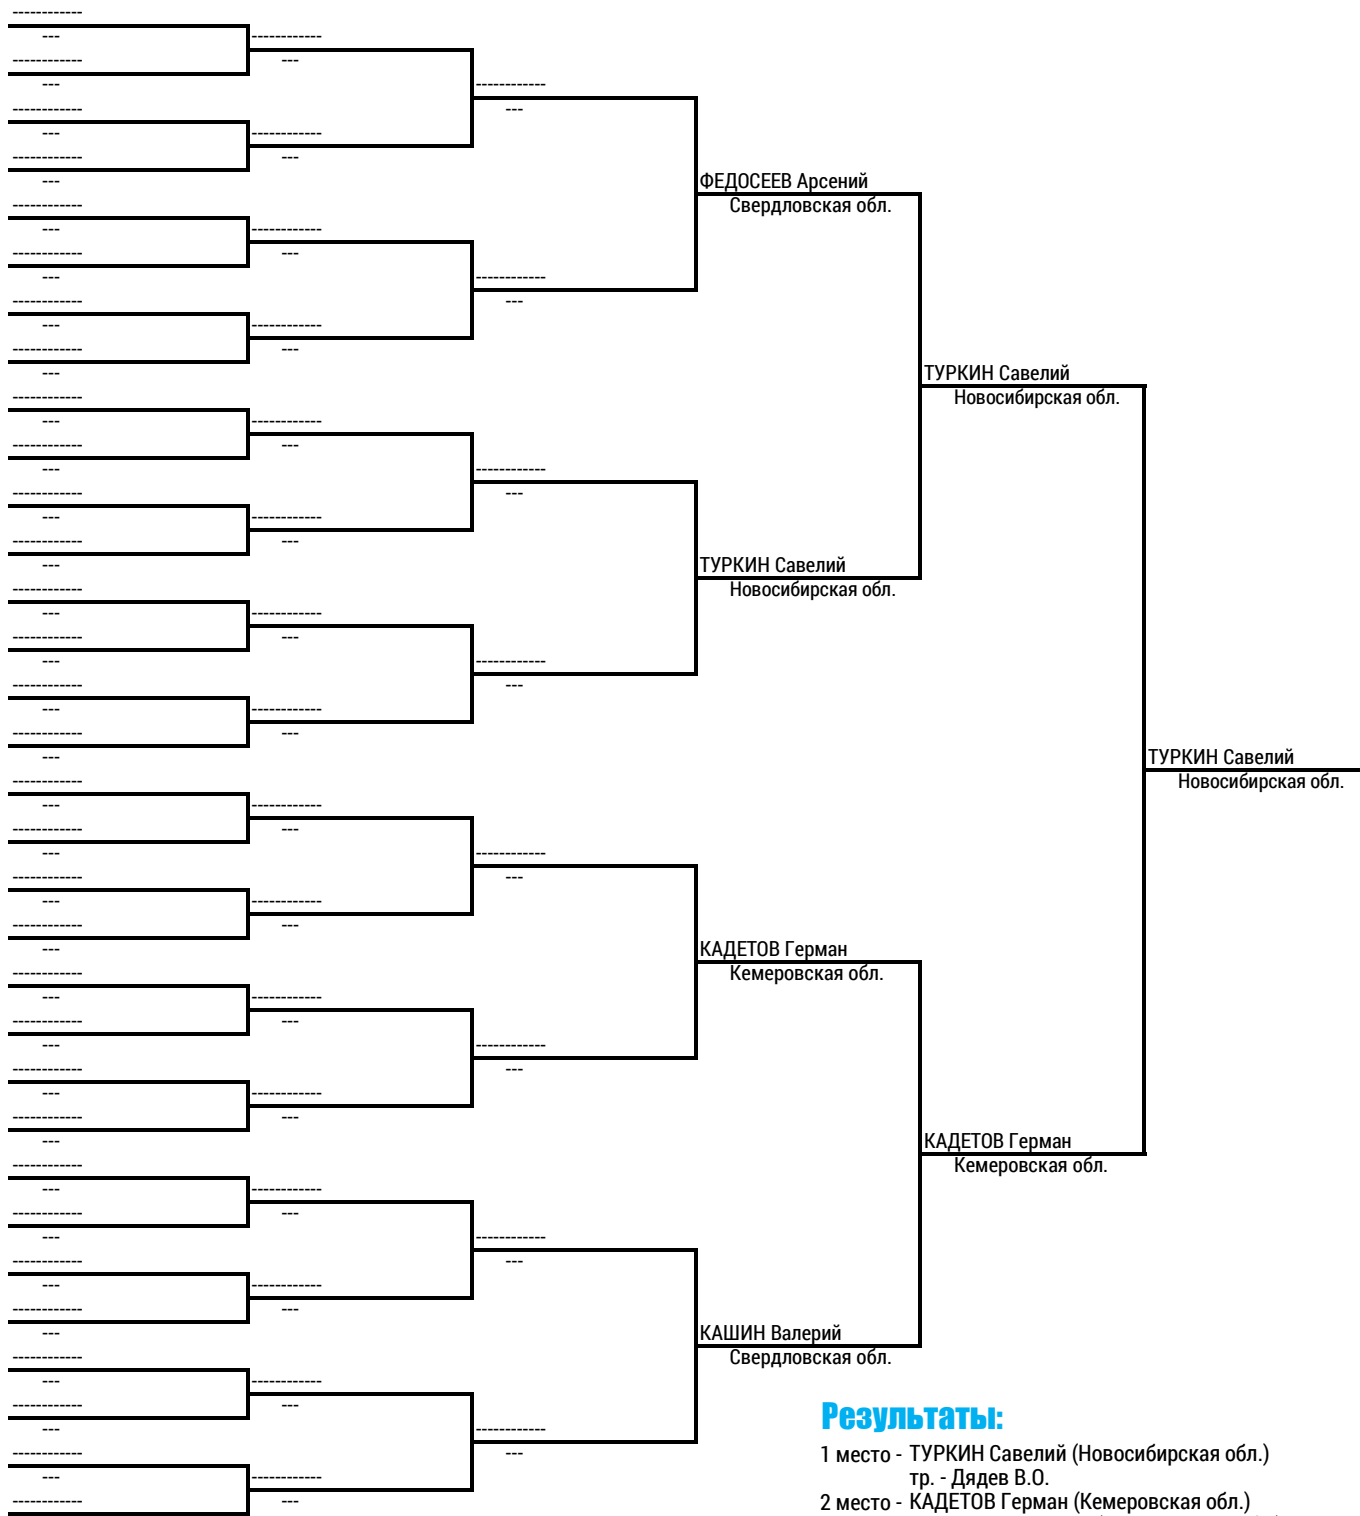 ФЕДОСЕЕВ Арсений
Свердловская обл.
ТУРКИН Савелий
Новосибирская обл.
ТУРКИН Савелий
Новосибирская обл.
ТУРКИН Савелий
Новосибирская обл.
КАДЕТОВ Герман
Кемеровская обл.
КАДЕТОВ Герман
Кемеровская обл.
КАШИН Валерий
Свердловская обл.
Результаты:
1 место - ТУРКИН Савелий (Новосибирская обл.)
тр. - Дядев В.О.
2 место - КАДЕТОВ Герман (Кемеровская обл.)